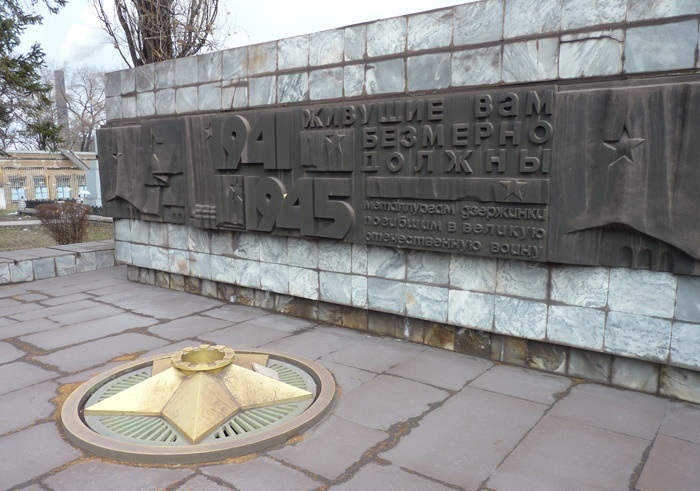 1941
1945
живущие вам
безмерно
должны
металлургам дзержинки
погибшим в великую
отечественную войну